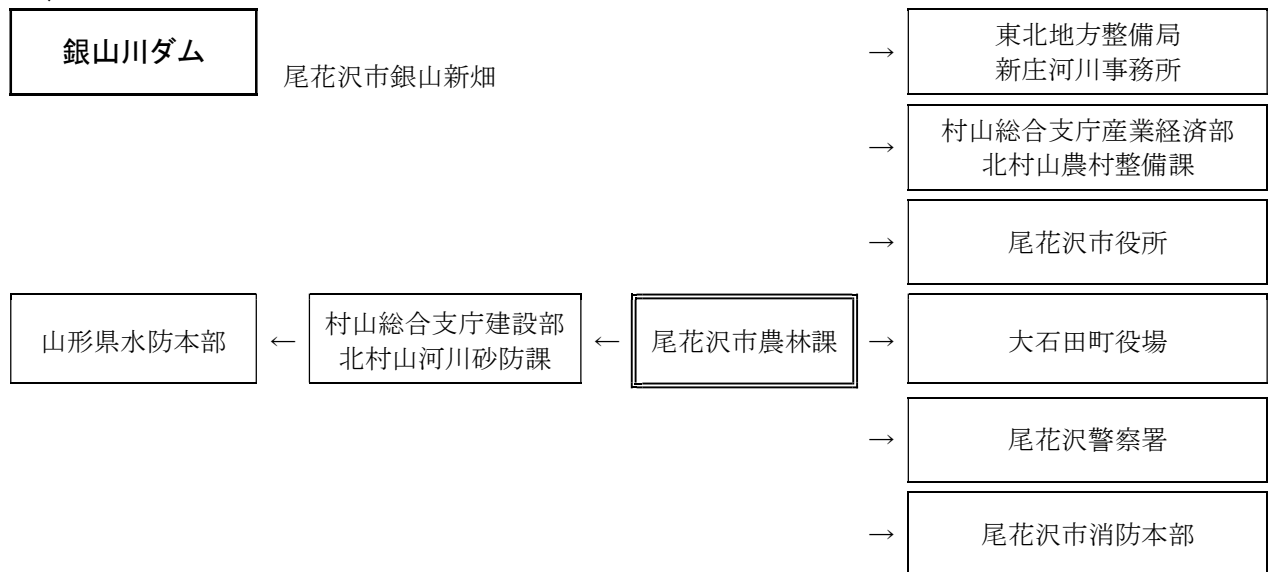 銀山川ダム
尾花沢市銀山新畑
→
東北地方整備局
新庄河川事務所
→
村山総合支庁産業経済部
北村山農村整備課
→
尾花沢市役所
山形県水防本部
←
村山総合支庁建設部
北村山河川砂防課
←
尾花沢市農林課
→
大石田町役場
→
尾花沢警察署
→
尾花沢市消防本部